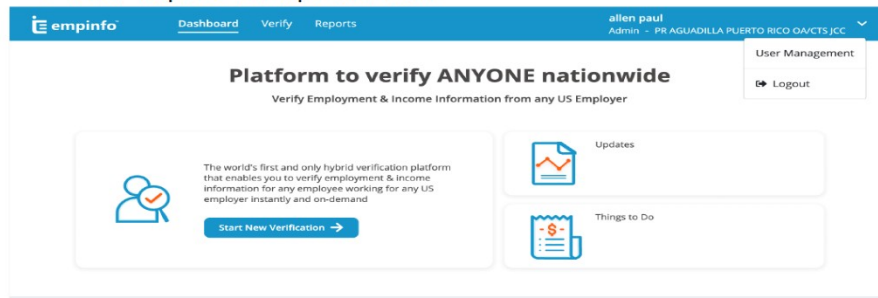 empinfo
Dashboard Verify Reports
allen paul
Admin - PR AGUADILLA PUERTO RICO OA/CTS JCC
User Management
Logout
Platform to verify ANYONE nationwide
Verify Employment & Income Information from any US Employer
The world's first and only hybrid verification platform
that enables you to verify employment & income
information for any employee working for any US
employer instantly and on-demand
Start New Verification →
Updates
- $ -
Things to Do